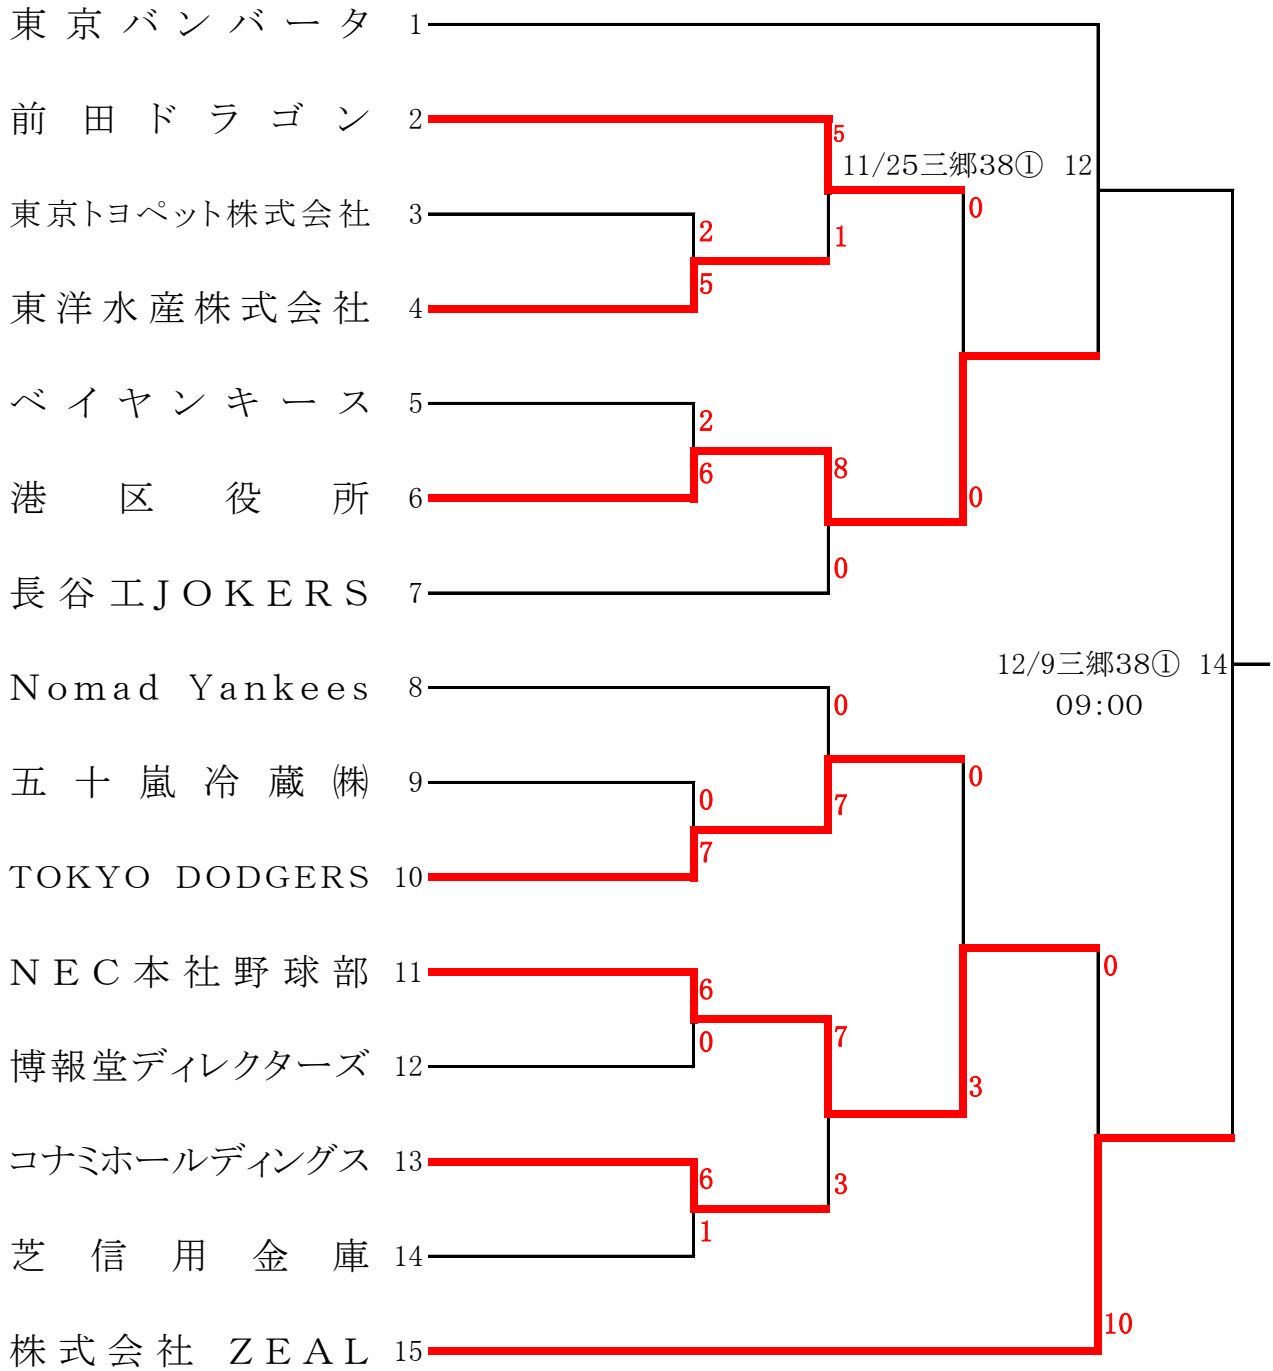 東京バンバータ 1
前田ドラゴン 2
5
11/25三郷38① 12
東京トヨペット株式会社 3
0
2
1
5
東洋水産株式会社 4
ベイヤンキース 5
2
8
6
港区役所 6
0
0
長谷工JOKERS 7
12/9三郷38① 14
Nomad Yankees 8
0
09:00
五十嵐冷蔵㈱ 9
0
0
7
7
TOKYO DODGERS 10
NEC本社野球部 11
0
6
7
0
博報堂ディレクターズ 12
3
コナミホールディングス 13
6
3
1
芝信用金庫 14
10
株式会社 ZEAL 15